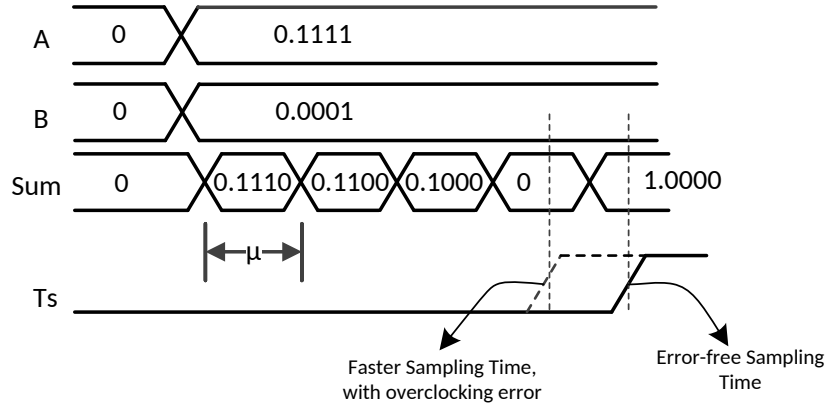 A 0 0.1111
B 0 0.0001
Sum 0 0.1110 0.1100 0.1000 0 1.0000
μ
Ts
Faster Sampling Time,
with overclocking error
Error-free Sampling
Time